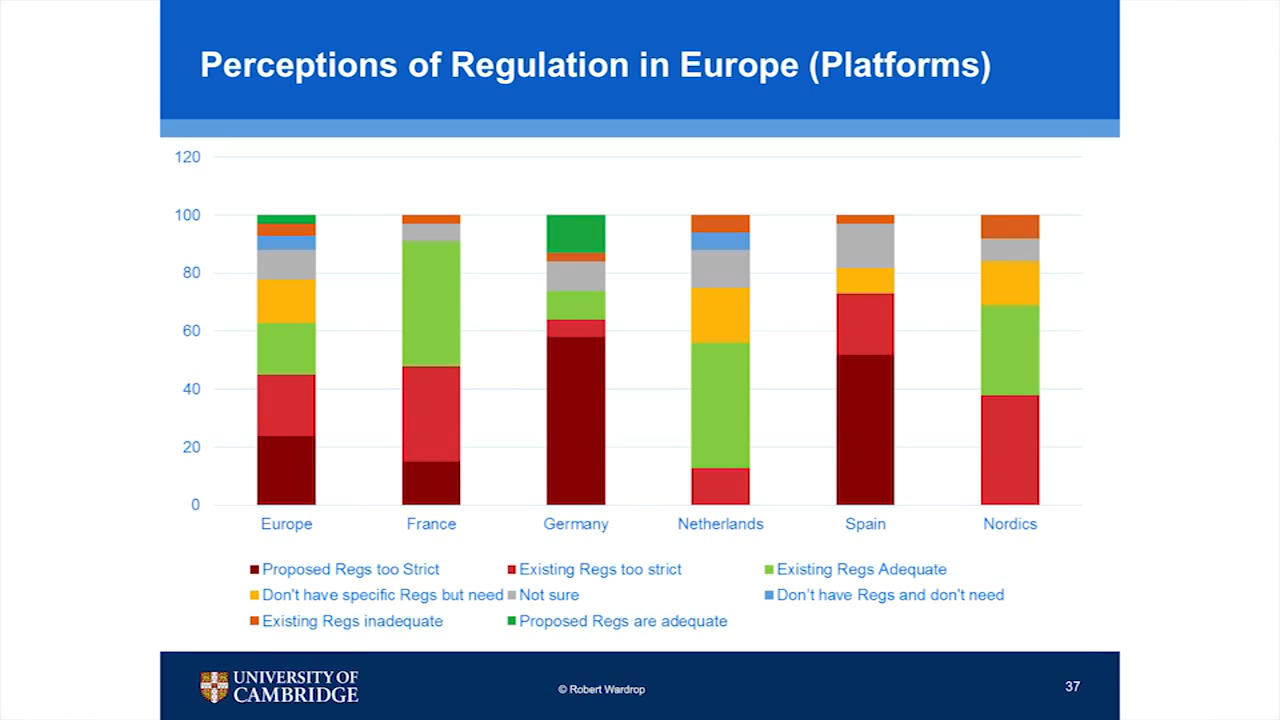 Perceptions of Regulation in Europe (Platforms)
120
100
80
60
40
20
0
Europe France Germany Netherlands Spain Nordics
Proposed Regs too Strict Existing Regs too strict Existing Regs Adequate
Don't have specific Regs but need Not sure Don’t have Regs and don't need
Existing Regs inadequate Proposed Regs are adequate
UNIVERSITY OF
CAMBRIDGE
© Robert Wardrop
37